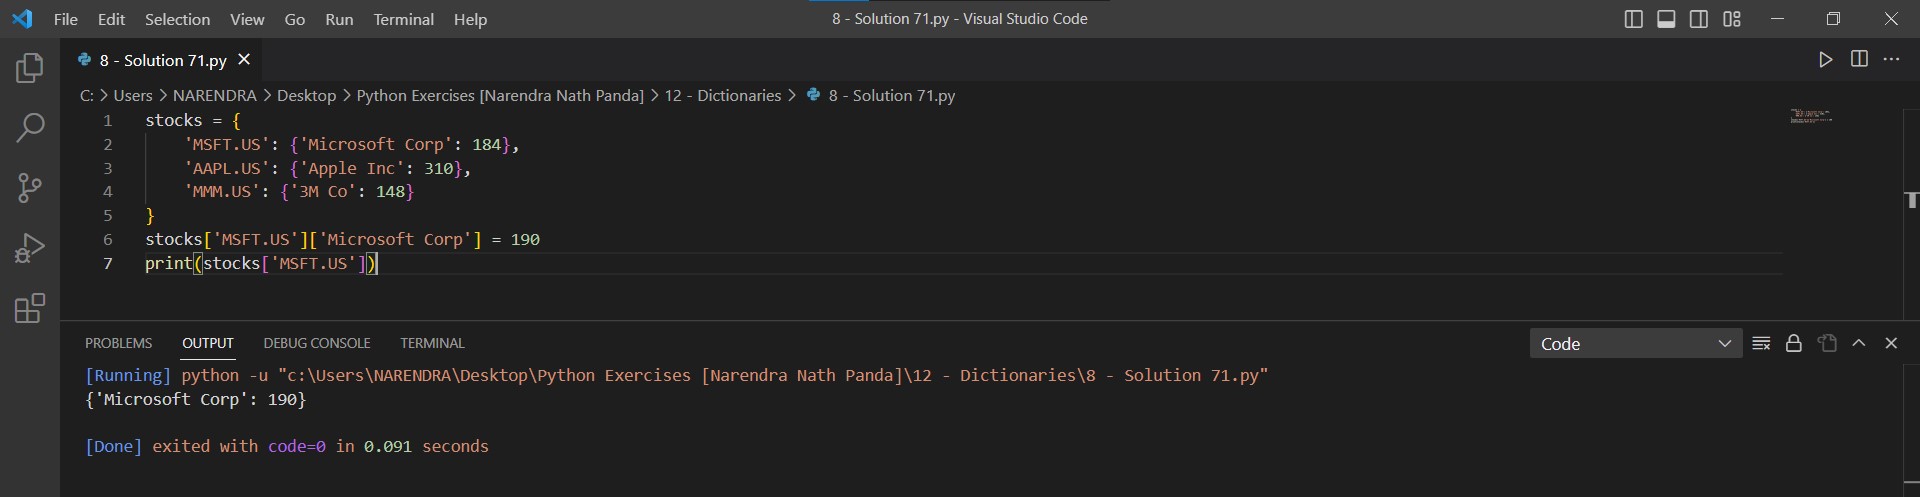 File Edit Selection View Go Run Terminal Help 8 - Solution 71.py - Visual Studio Code
8 - Solution 71.py
C: > Users > NARENDRA > Desktop > Python Exercises [Narendra Nath Panda] > 12 - Dictionaries > 8 - Solution 71.py
1 stocks = {
2     'MSFT.US': {'Microsoft Corp': 184},
3     'AAPL.US': {'Apple Inc': 310},
4     'MMM.US': {'3M Co': 148}
5 }
6 stocks['MSFT.US']['Microsoft Corp'] = 190
7 print(stocks['MSFT.US'])
PROBLEMS OUTPUT DEBUG CONSOLE TERMINAL Code
[Running] python -u "c:\Users\NARENDRA\Desktop\Python Exercises [Narendra Nath Panda]\12 - Dictionaries\8 - Solution 71.py"
{'Microsoft Corp': 190}
[Done] exited with code=0 in 0.091 seconds